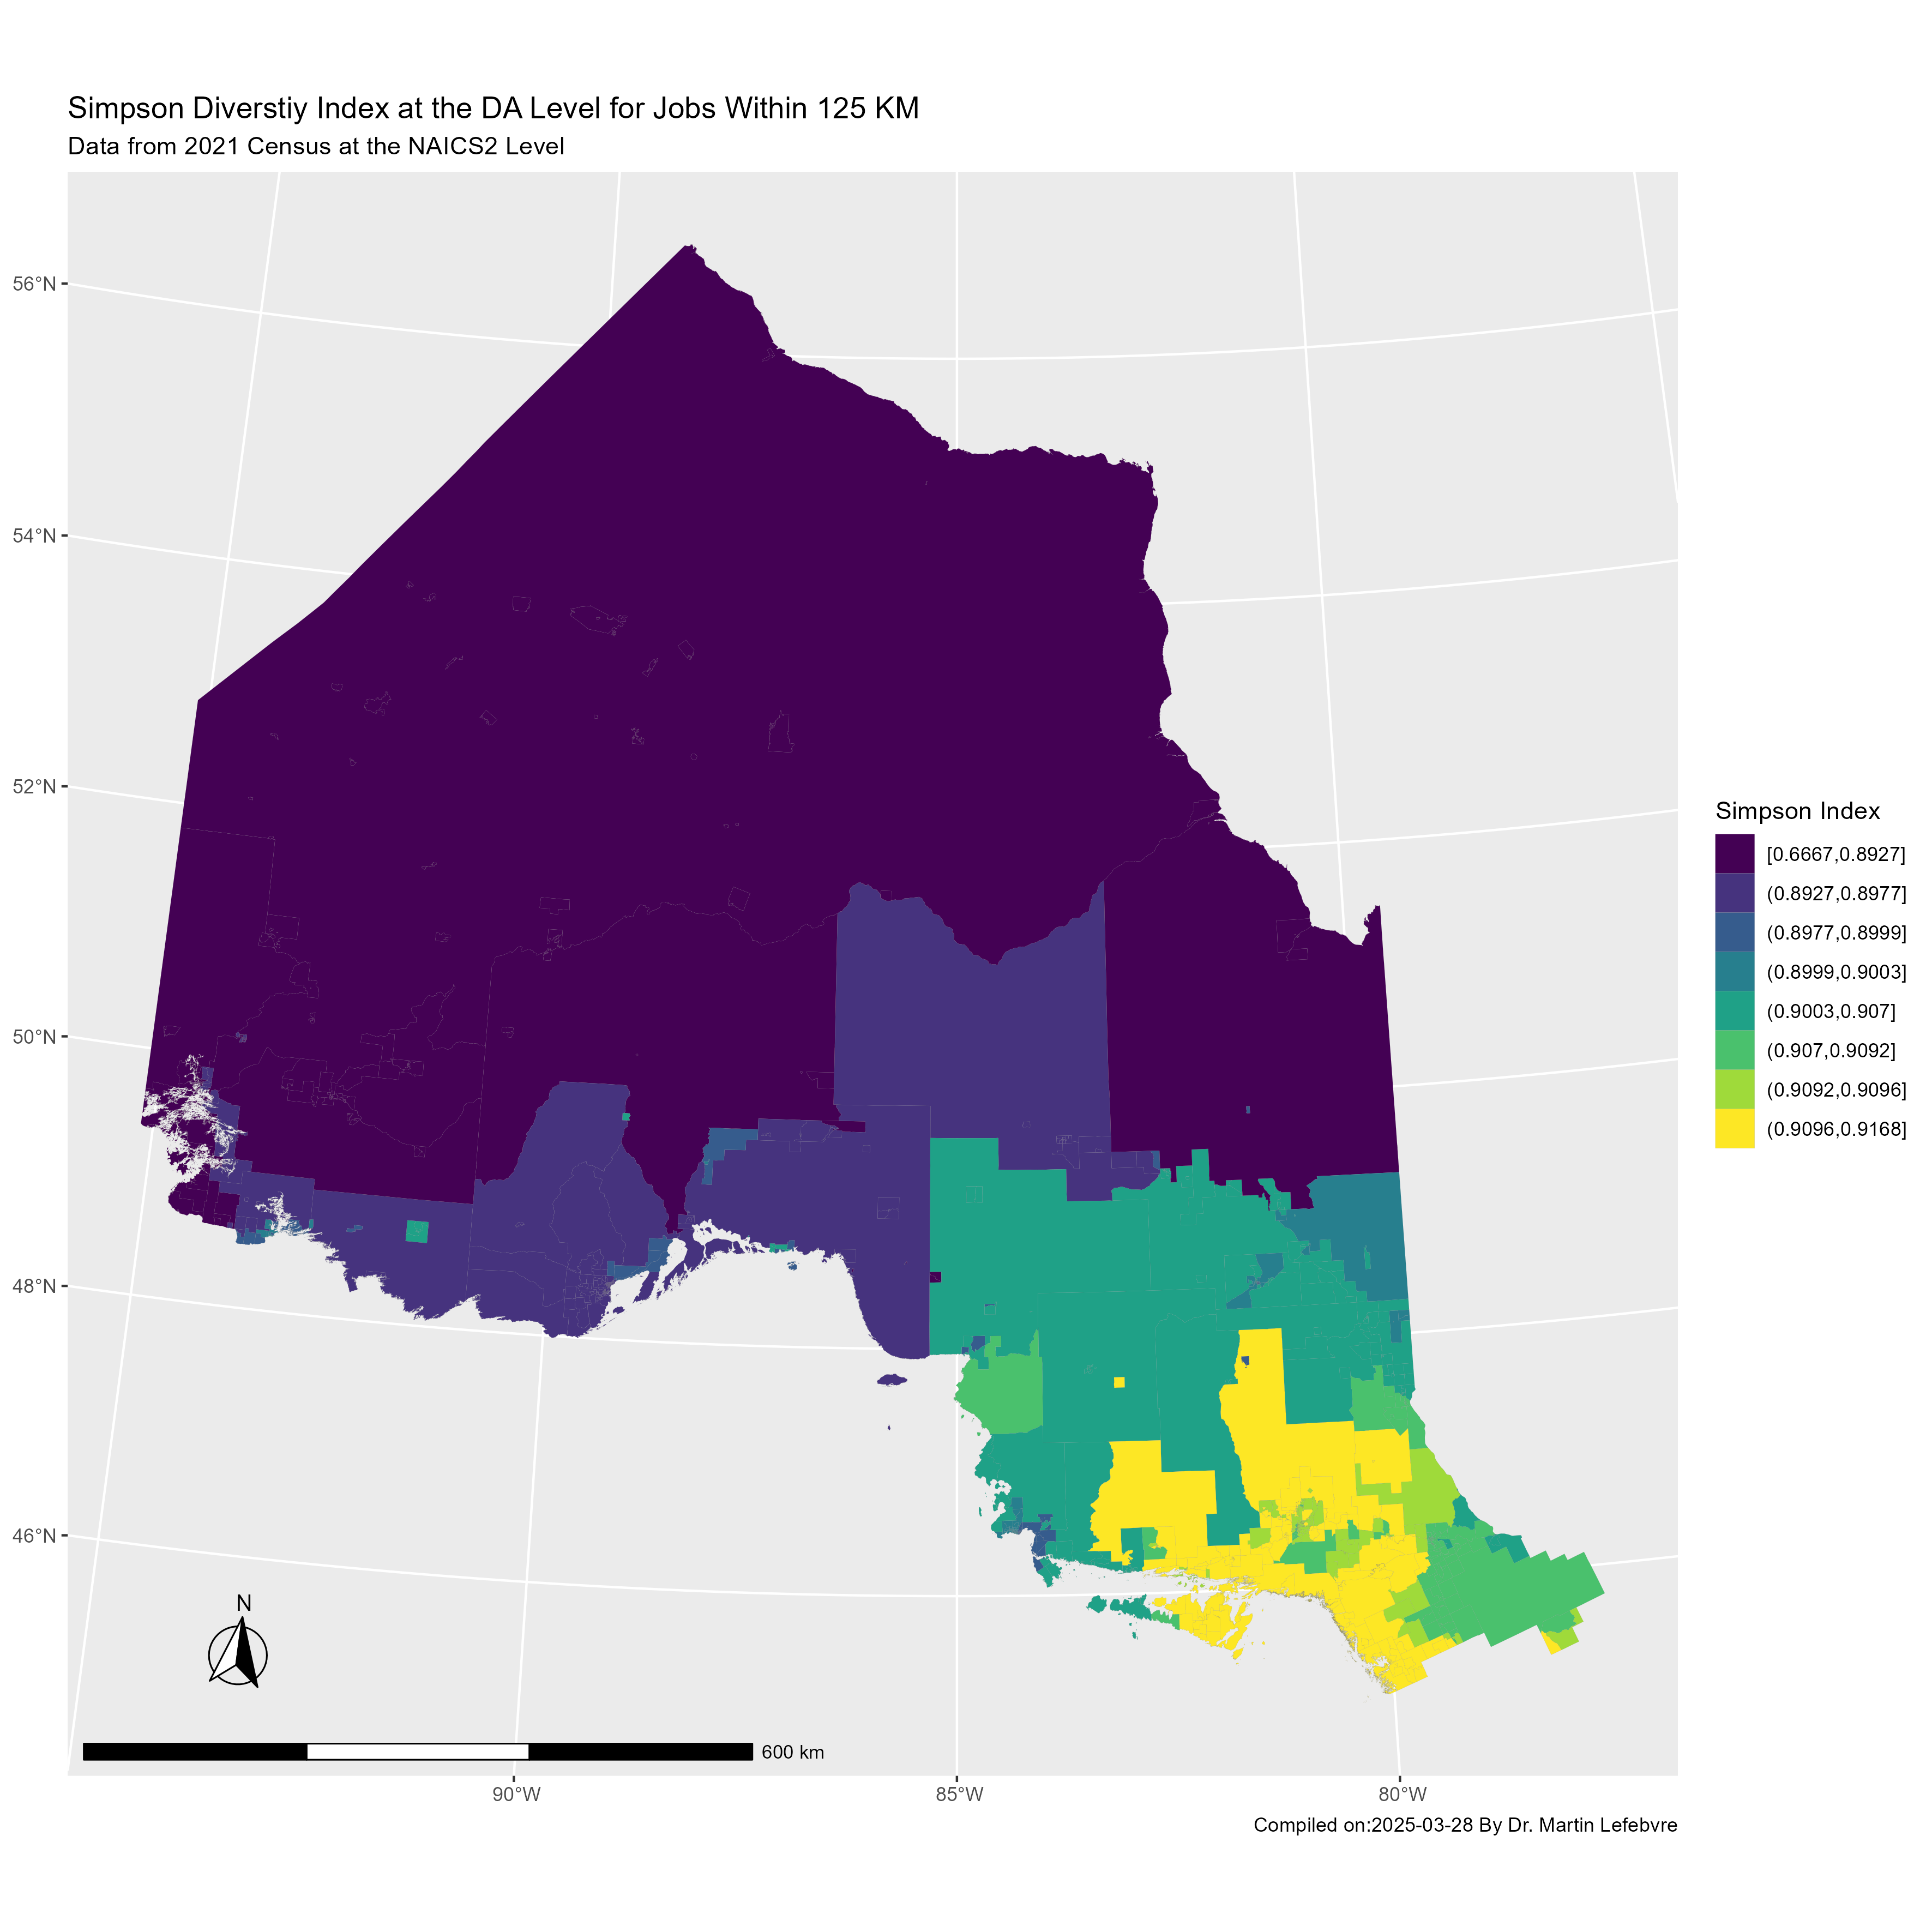 Simpson Diverstiy Index at the DA Level for Jobs Within 125 KM
Data from 2021 Census at the NAICS2 Level
56°N
54°N
52°N
50°N
48°N
46°N
Simpson Index
[0.6667,0.8927]
(0.8927,0.8977]
(0.8977,0.8999]
(0.8999,0.9003]
(0.9003,0.907]
(0.907,0.9092]
(0.9092,0.9096]
(0.9096,0.9168]
N
600 km
90°W
85°W
80°W
Compiled on:2025-03-28 By Dr. Martin Lefebvre